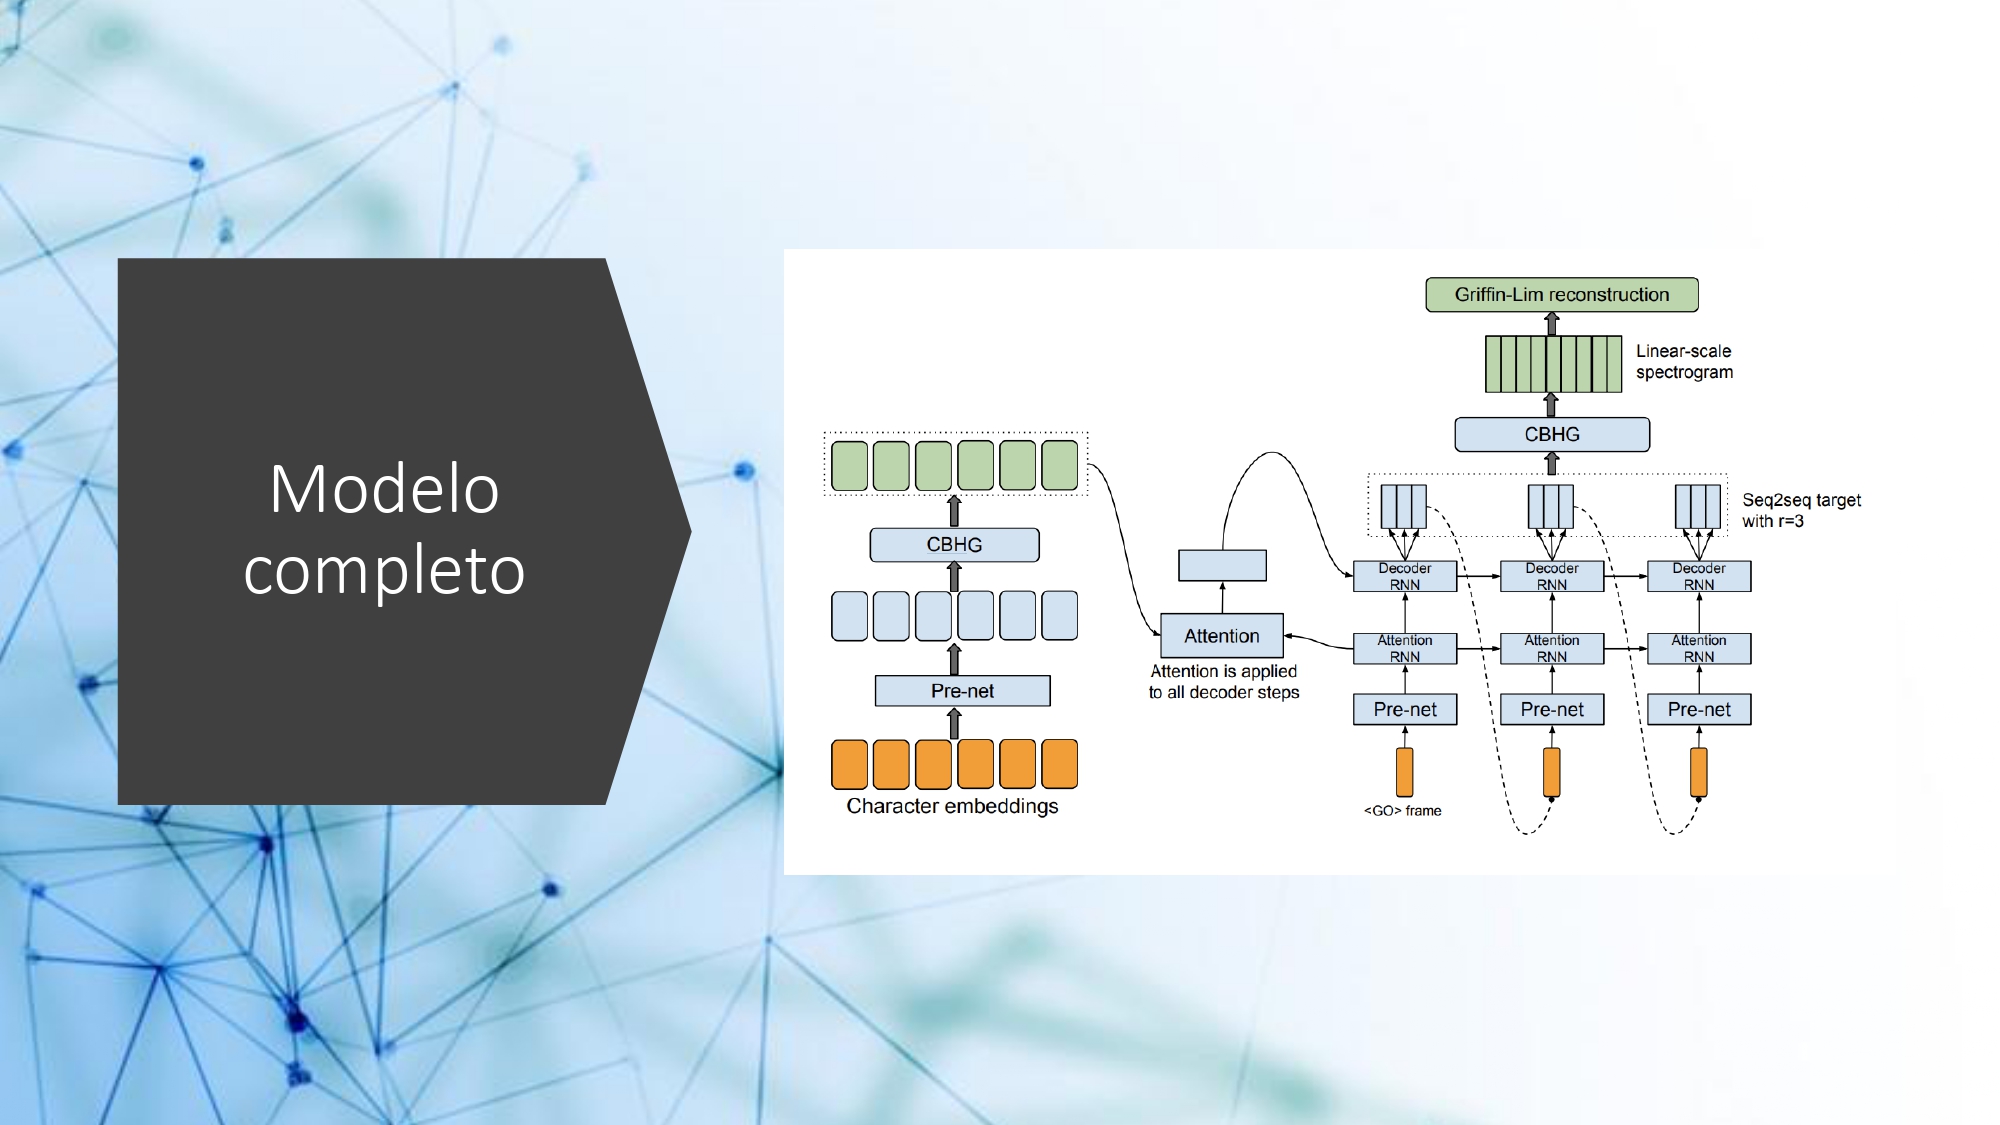 Modelo
completo
Griffin-Lim reconstruction
Linear-scale
spectrogram
CBHG
Seq2seq target
with r=3
CBHG
Decoder
RNN
Decoder
RNN
Decoder
RNN
Attention
Attention is applied
to all decoder steps
Attention
RNN
Attention
RNN
Attention
RNN
Pre-net
Pre-net
Pre-net
Pre-net
Character embeddings
<GO> frame